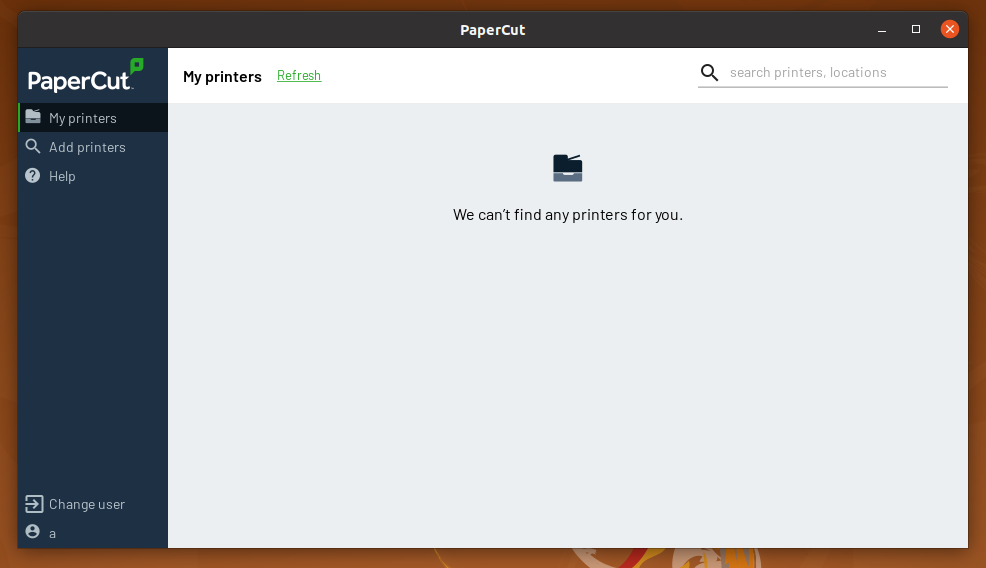 PaperCut
PaperCut
My printers
Add printers
Help
Change user
a
My printers Refresh
search printers, locations
We can't find any printers for you.